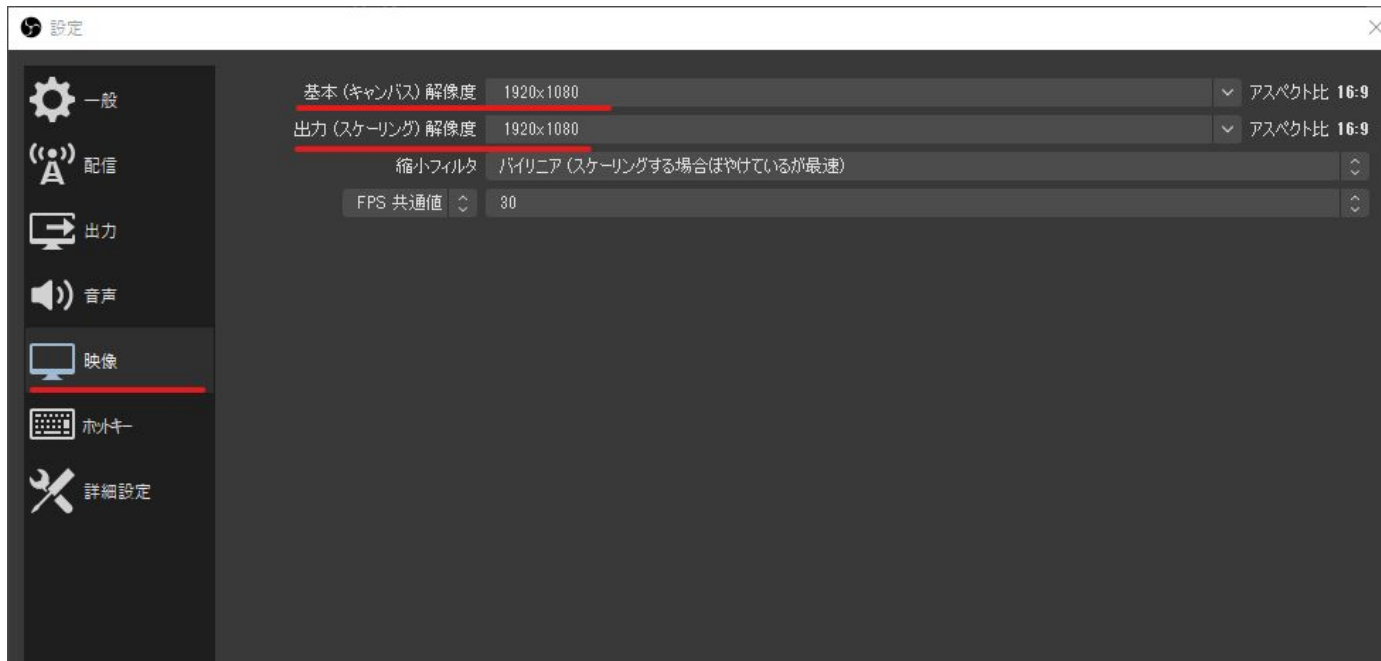 設定
一般
配信
出力
音声
映像
ホットキー
詳細設定
基本 (キャンバス) 解像度 1920x1080 アスペクト比 16:9
出力 (スケーリング) 解像度 1920x1080 アスペクト比 16:9
縮小フィルタ バイリニア (スケーリングする場合ぼやけているが最速)
FPS 共通値 30